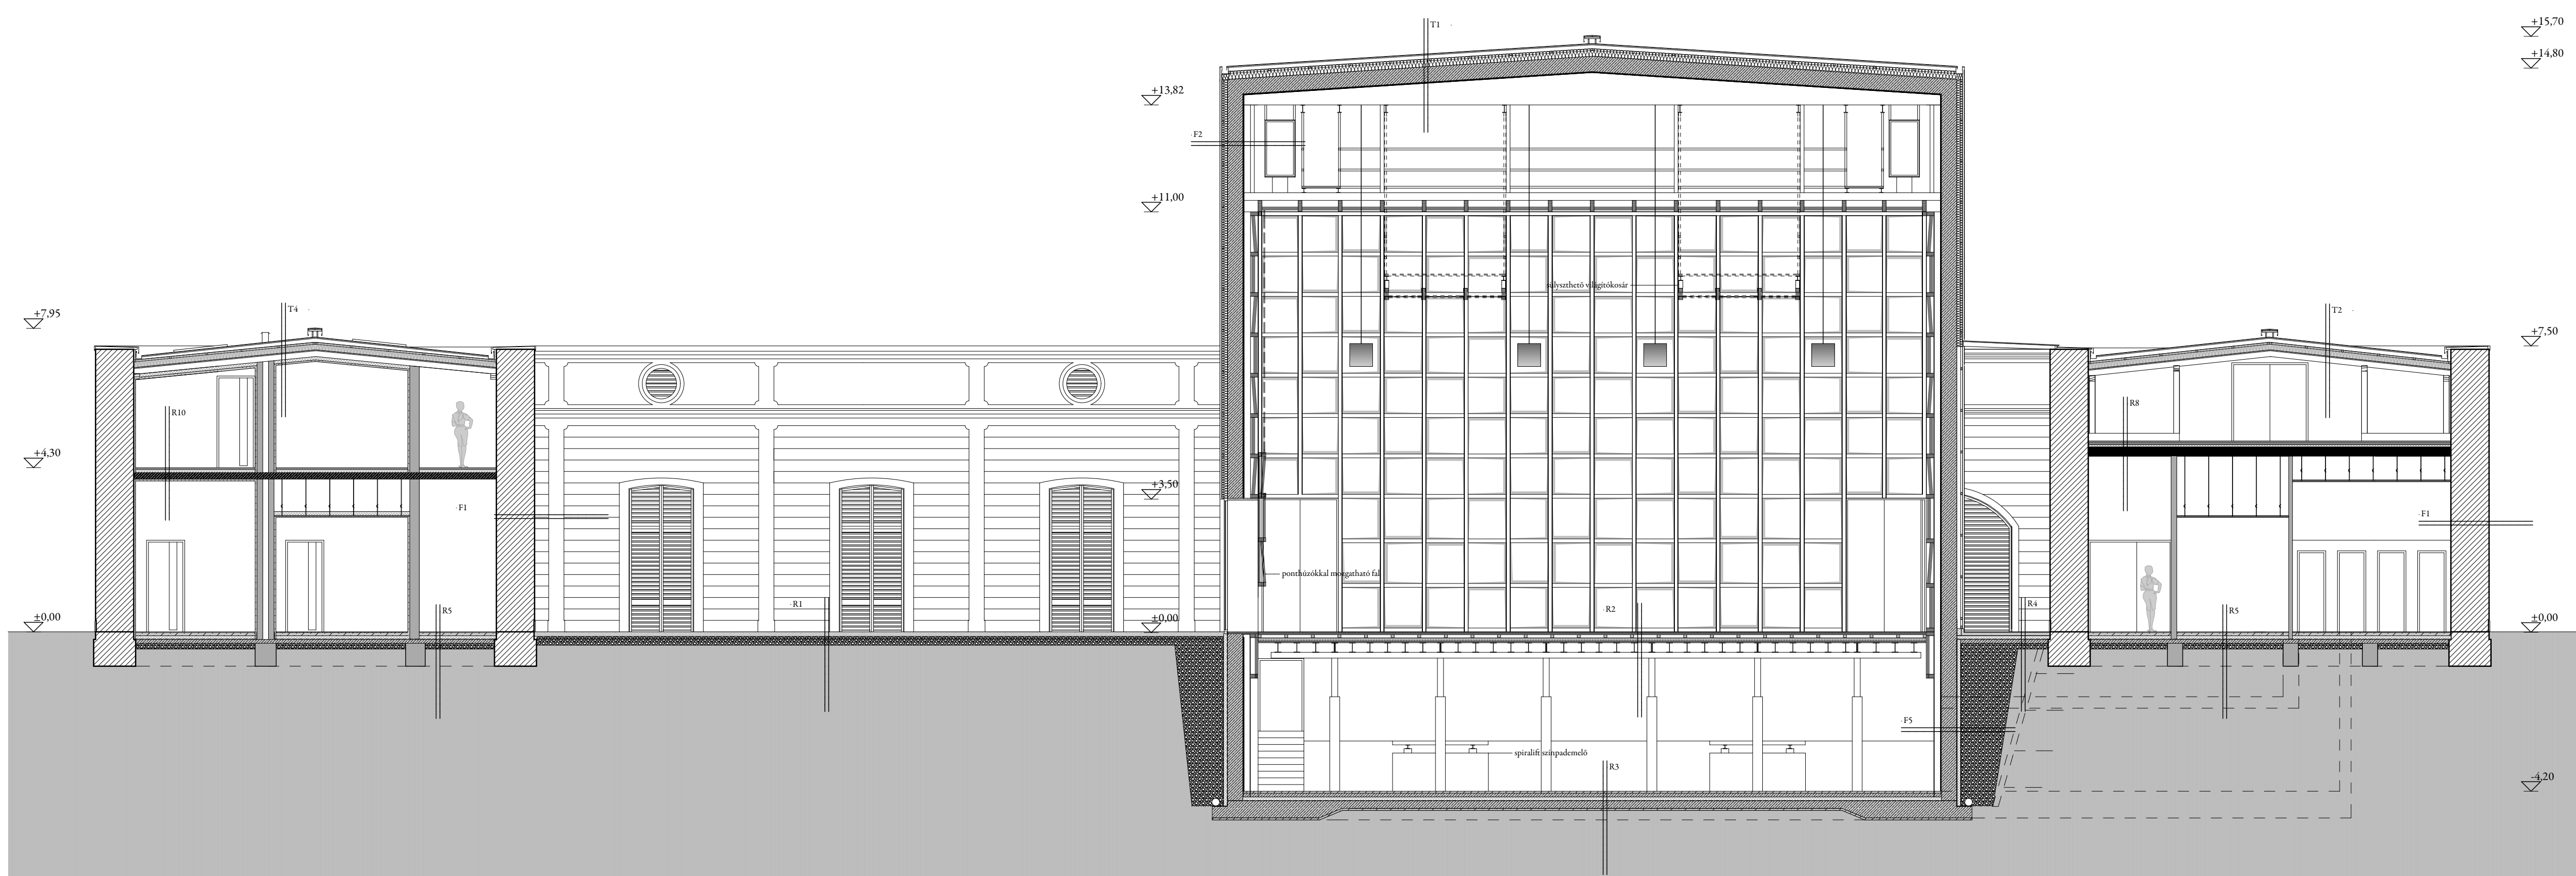 T1
+15,70
+14,80
+13,82
F2
+11,00
süllyeszthető világítókosár
T4
+7,95
T2
+7,50
R10
R8
+4,30
+3,50
F1
F1
ponthúzókkal mozgatható fal
R5
R1
R2
R4
R5
±0,00
±0,00
±0,00
F5
spiralift színpademelő
R3
-4,20